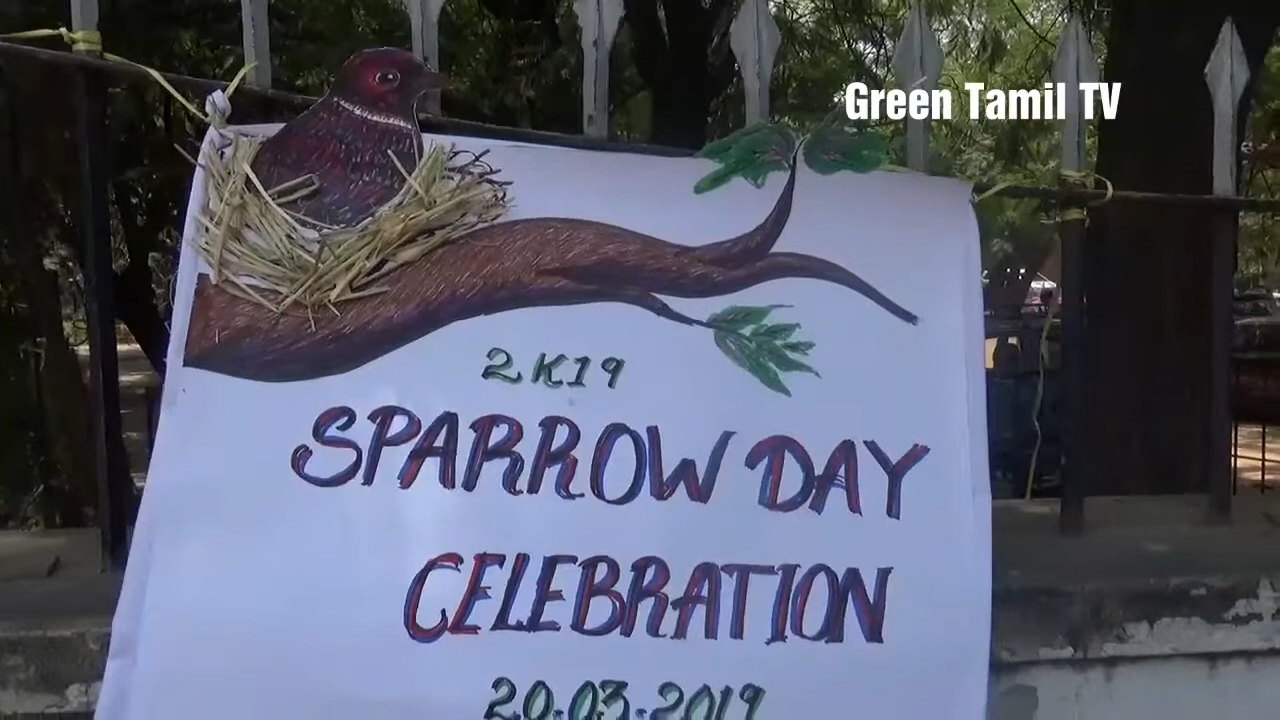 Green Tamil TV
2K19
SPARROW DAY
CELEBRATION
20.03.2019